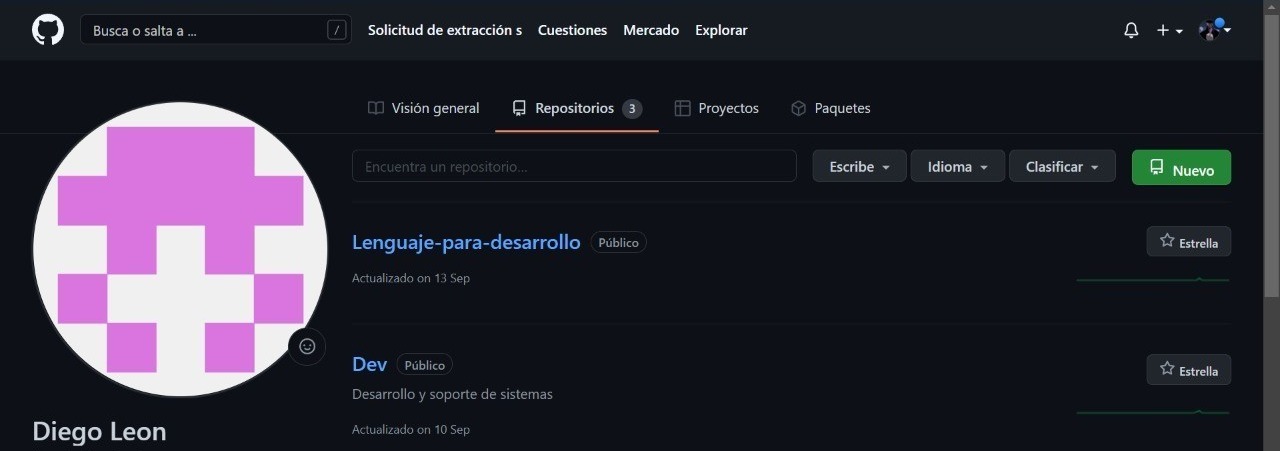 Busca o salta a ... / Solicitud de extracción s Cuestiones Mercado Explorar
Visión general Repositorios 3 Proyectos Paquetes
Encuentra un repositorio... Escribe Idioma Clasificar Nuevo
Lenguaje-para-desarrollo Público Estrella
Actualizado on 13 Sep
Dev Público Estrella
Desarrollo y soporte de sistemas
Actualizado on 10 Sep
Diego Leon